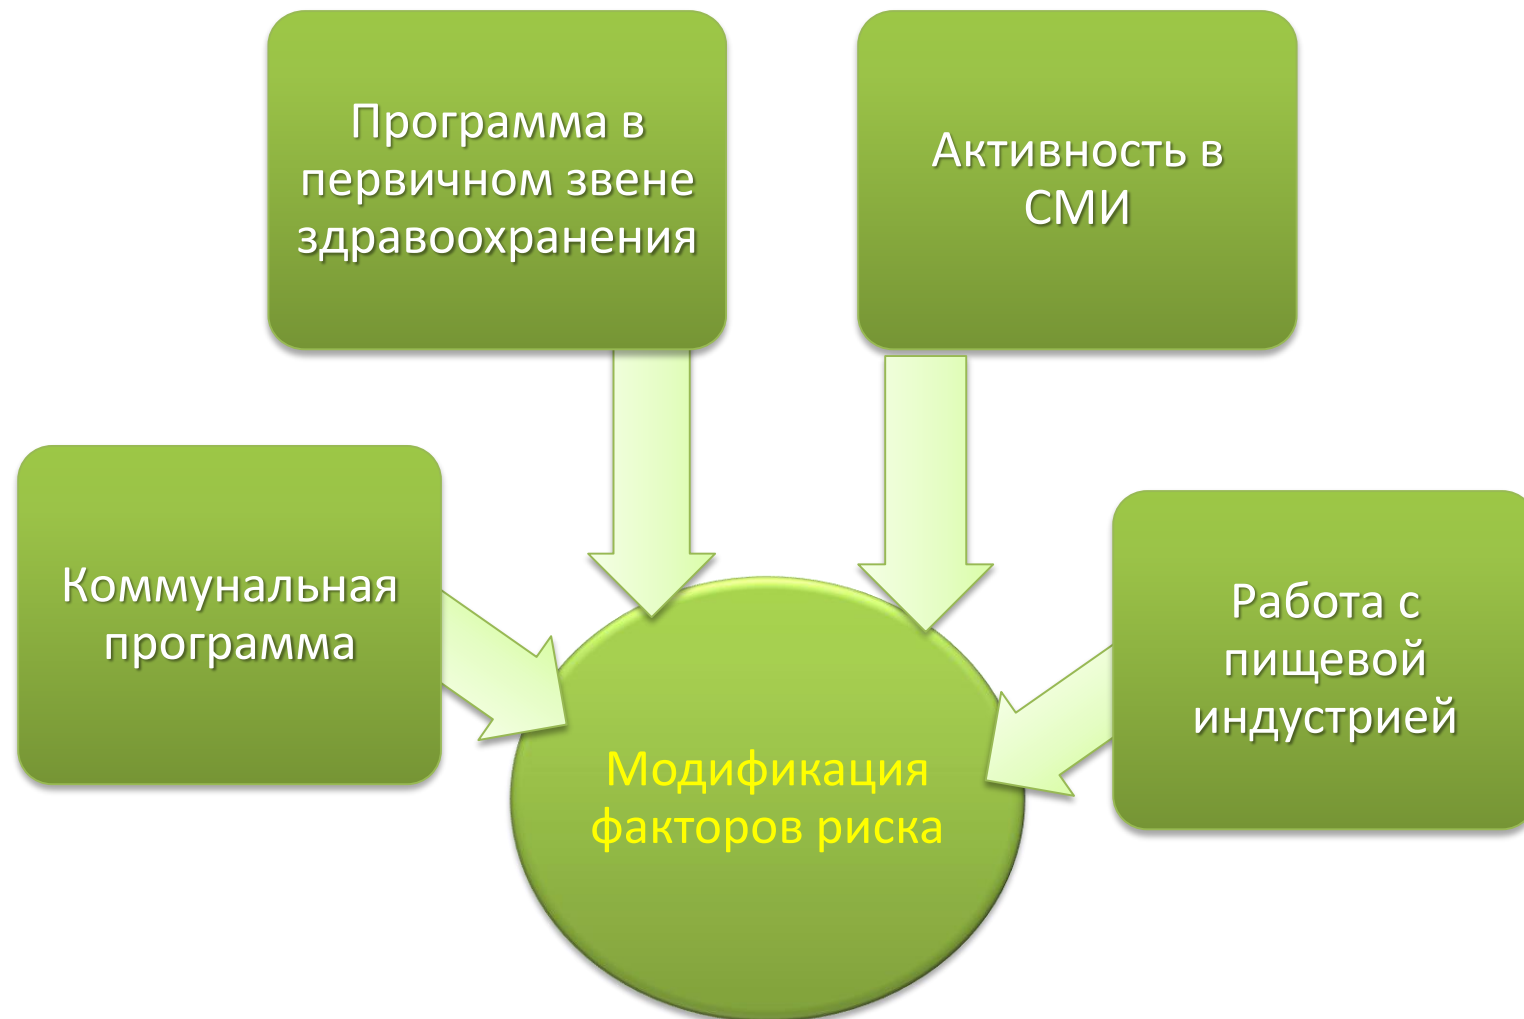 Программа в
первичном звене
здравоохранения
Активность в
СМИ
Коммунальная
программа
Работа с
пищевой
индустрией
Модификация
факторов риска